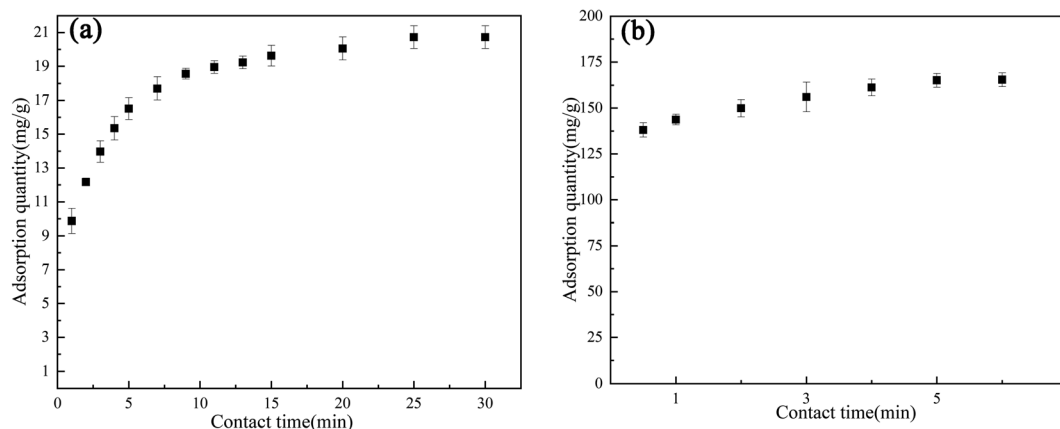 (a)
Adsorption quantity(mg/g)
21
19
17
15
13
11
9
7
5
3
1
0 5 10 15 20 25 30
Contact time(min)
(b)
Adsorption quantity(mg/g)
200
175
150
125
100
75
50
25
0
1 3 5
Contact time(min)